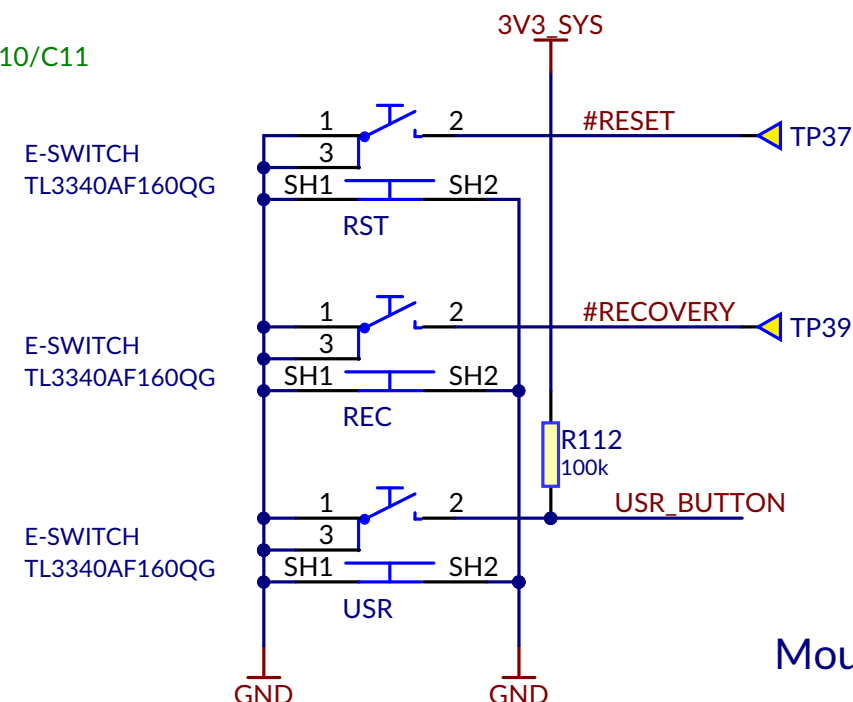 3V3_SYS
10/C11
1
2
#RESET
TP37
E-SWITCH
TL3340AF160QG
3
SH1
SH2
RST
1
2
#RECOVERY
TP39
E-SWITCH
TL3340AF160QG
3
SH1
SH2
REC
R112
100k
1
2
USR_BUTTON
E-SWITCH
TL3340AF160QG
3
SH1
SH2
USR
Mou
GND
GND